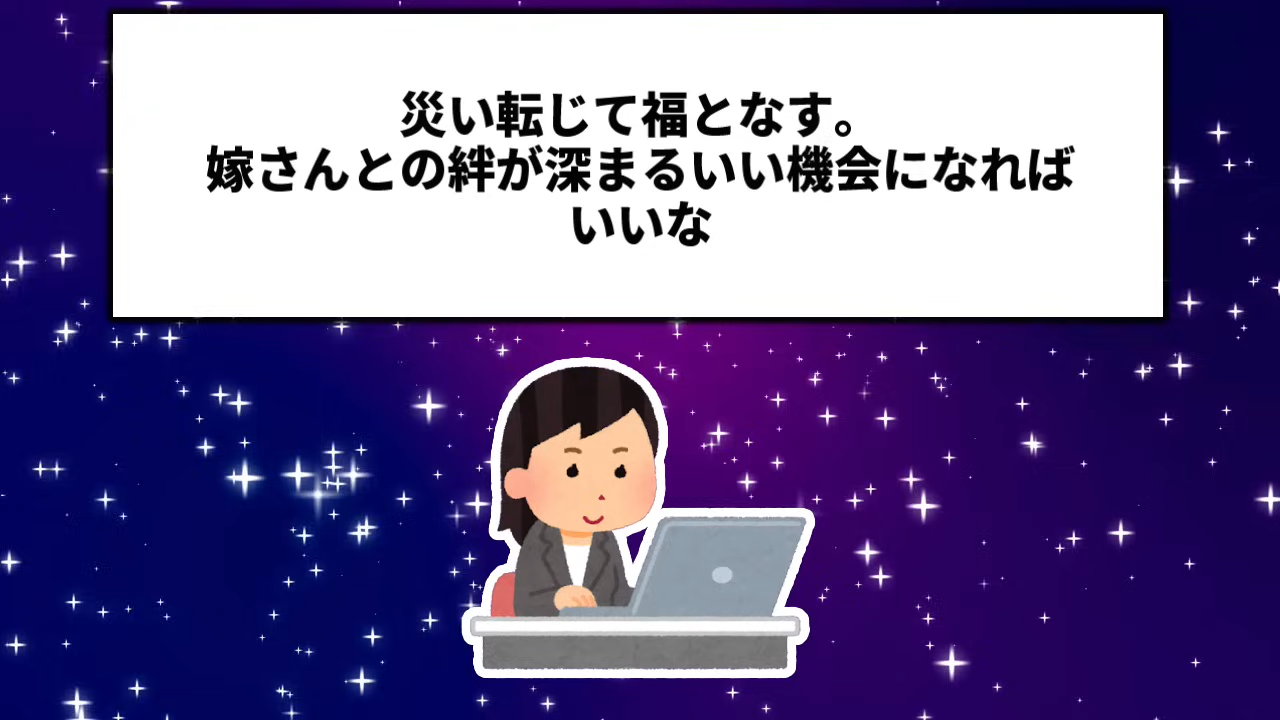 災い転じて福となす。
嫁さんとの絆が深まるいい機会になれば
いいな